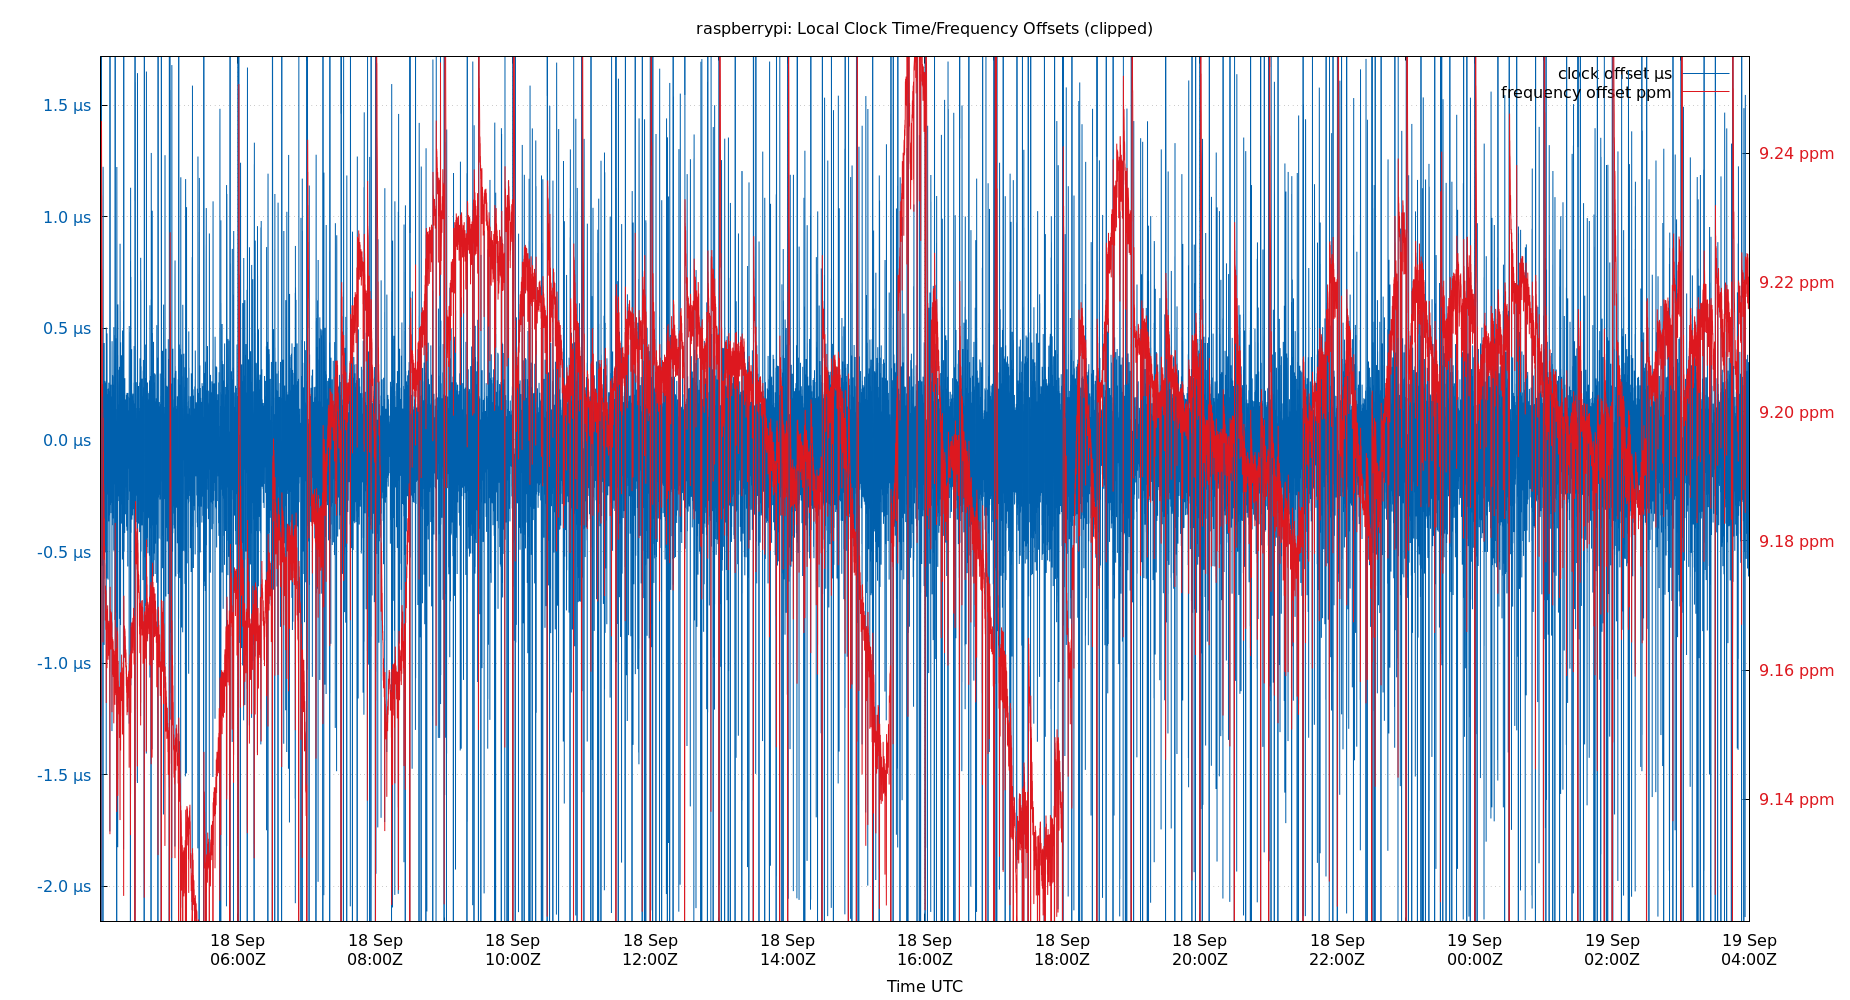 raspberrypi: Local Clock Time/Frequency Offsets (clipped)
clock offset µs
frequency offset ppm
1.5 µs
1.0 µs
0.5 µs
0.0 µs
-0.5 µs
-1.0 µs
-1.5 µs
-2.0 µs
9.24 ppm
9.22 ppm
9.20 ppm
9.18 ppm
9.16 ppm
9.14 ppm
18 Sep
06:00Z
18 Sep
08:00Z
18 Sep
10:00Z
18 Sep
12:00Z
18 Sep
14:00Z
18 Sep
16:00Z
18 Sep
18:00Z
18 Sep
20:00Z
18 Sep
22:00Z
19 Sep
00:00Z
19 Sep
02:00Z
19 Sep
04:00Z
Time UTC